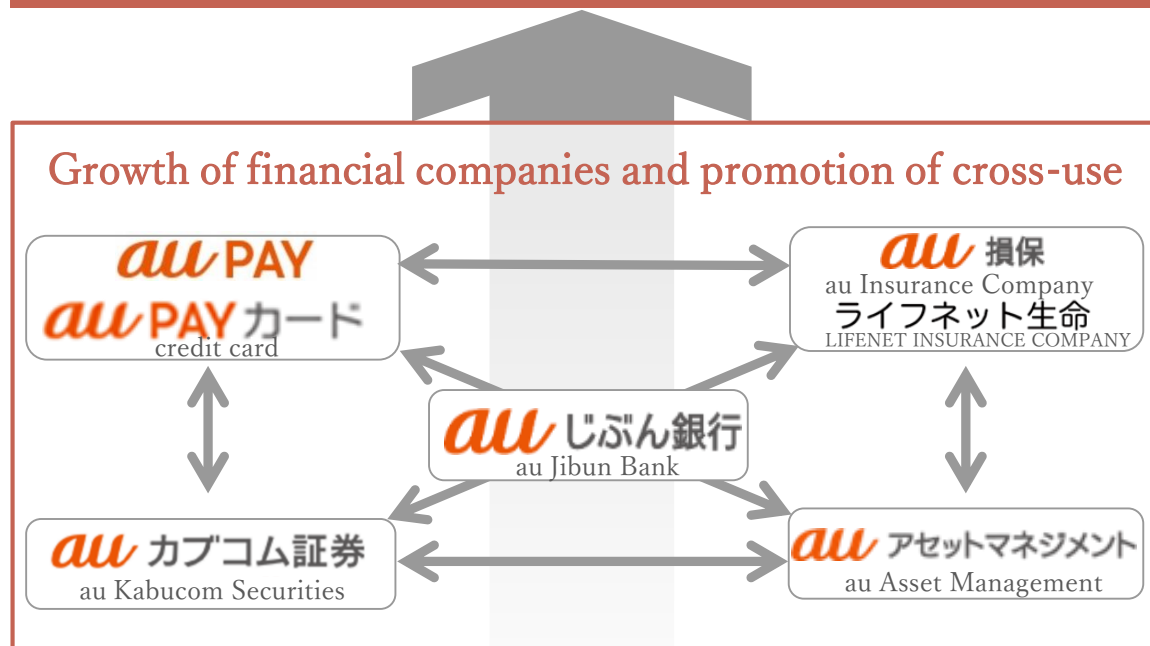 Growth of financial companies and promotion of cross-use
au PAY
au PAY カード
credit card
au 損保
au Insurance Company
ライフネット生命
LIFENET INSURANCE COMPANY
au じぶん銀行
au Jibun Bank
au カブコム証券
au Kabucom Securities
au アセットマネジメント
au Asset Management